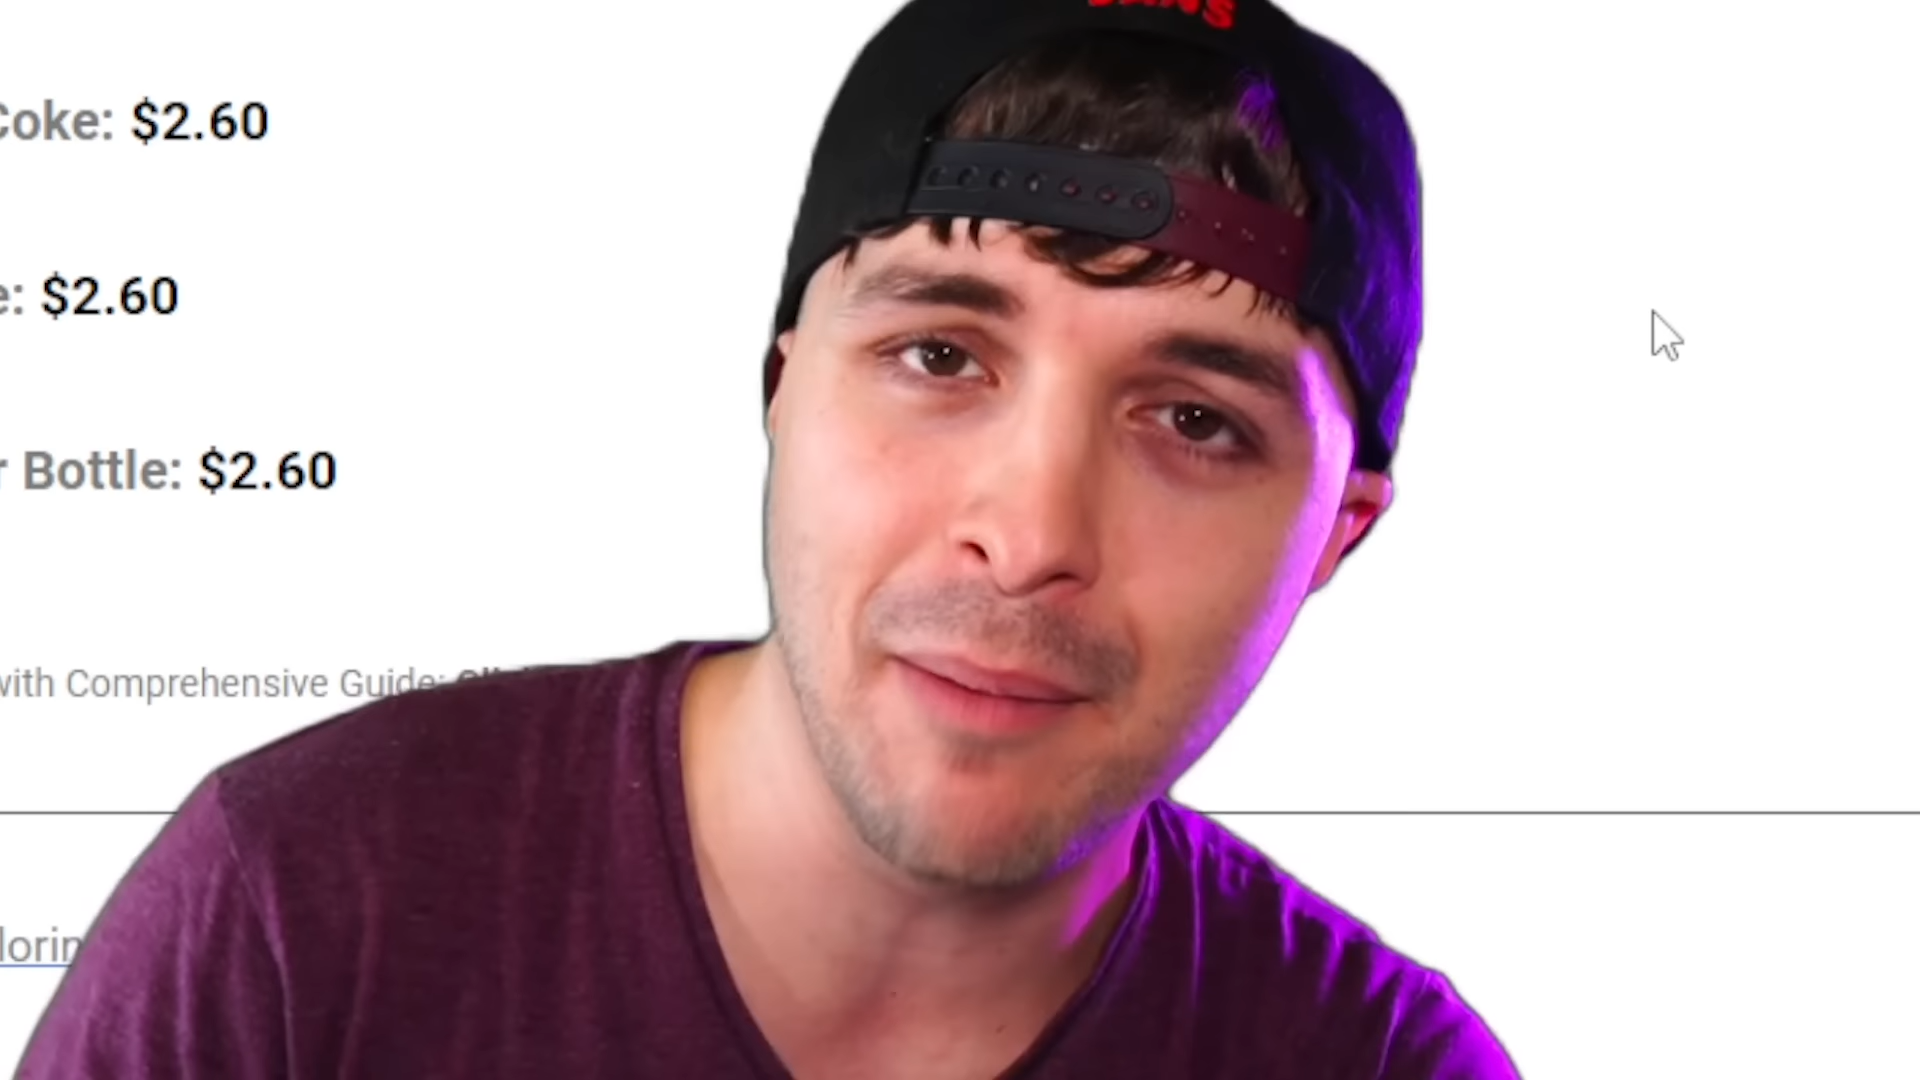 Coke: $2.60
e: $2.60
r Bottle: $2.60
with Comprehensive Guide:
lorin